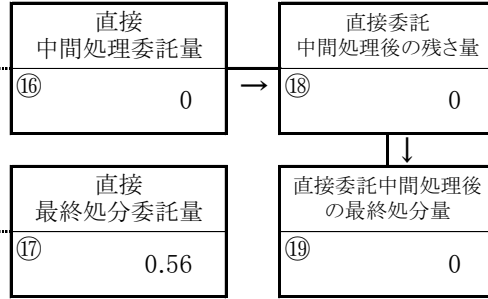 直接
中間処理委託量
⑯
0
→
直接委託
中間処理後の残さ量
⑱
0
↓
直接
最終処分委託量
⑰
0.56
直接委託中間処理後
の最終処分量
⑲
0